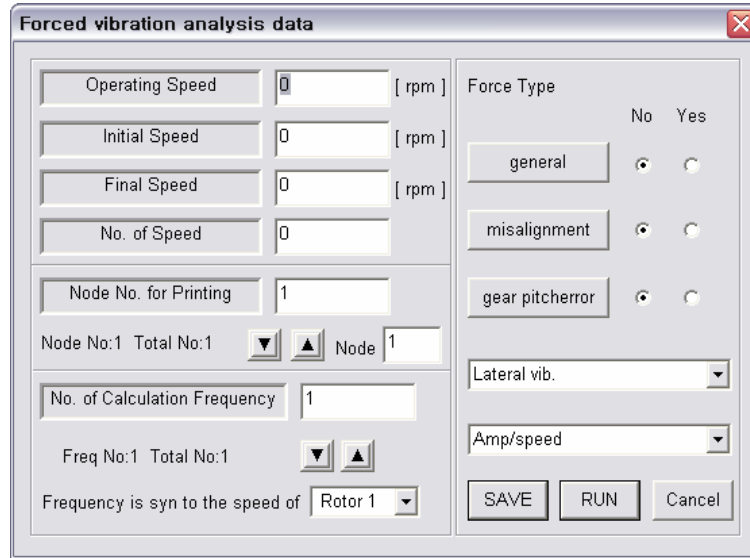 Forced vibration analysis data
Operating Speed 0 [ rpm ]
Initial Speed 0 [ rpm ]
Final Speed 0 [ rpm ]
No. of Speed 0
Node No. for Printing 1
Node No:1 Total No:1 ▼ ▲ Node 1
No. of Calculation Frequency 1
Freq No:1 Total No:1 ▼ ▲
Frequency is syn to the speed of Rotor 1
Force Type
No Yes
general
misalignment
gear pitcherror
Lateral vib.
Amp/speed
SAVE RUN Cancel